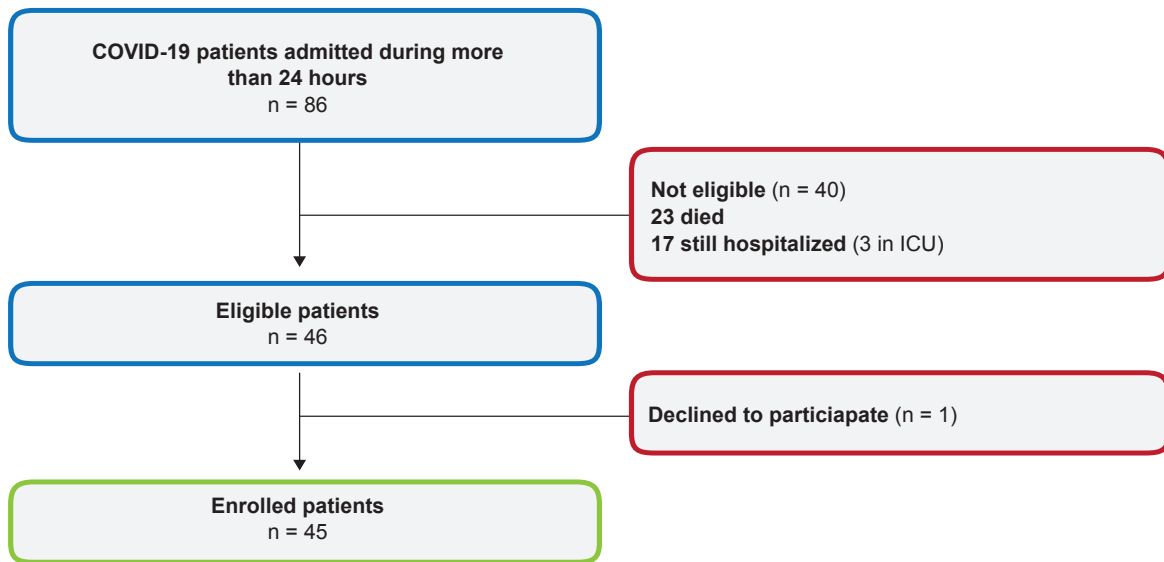 COVID-19 patients admitted during more
than 24 hours
n = 86
Not eligible (n = 40)
23 died
17 still hospitalized (3 in ICU)
Eligible patients
n = 46
Declined to particiapate (n = 1)
Enrolled patients
n = 45